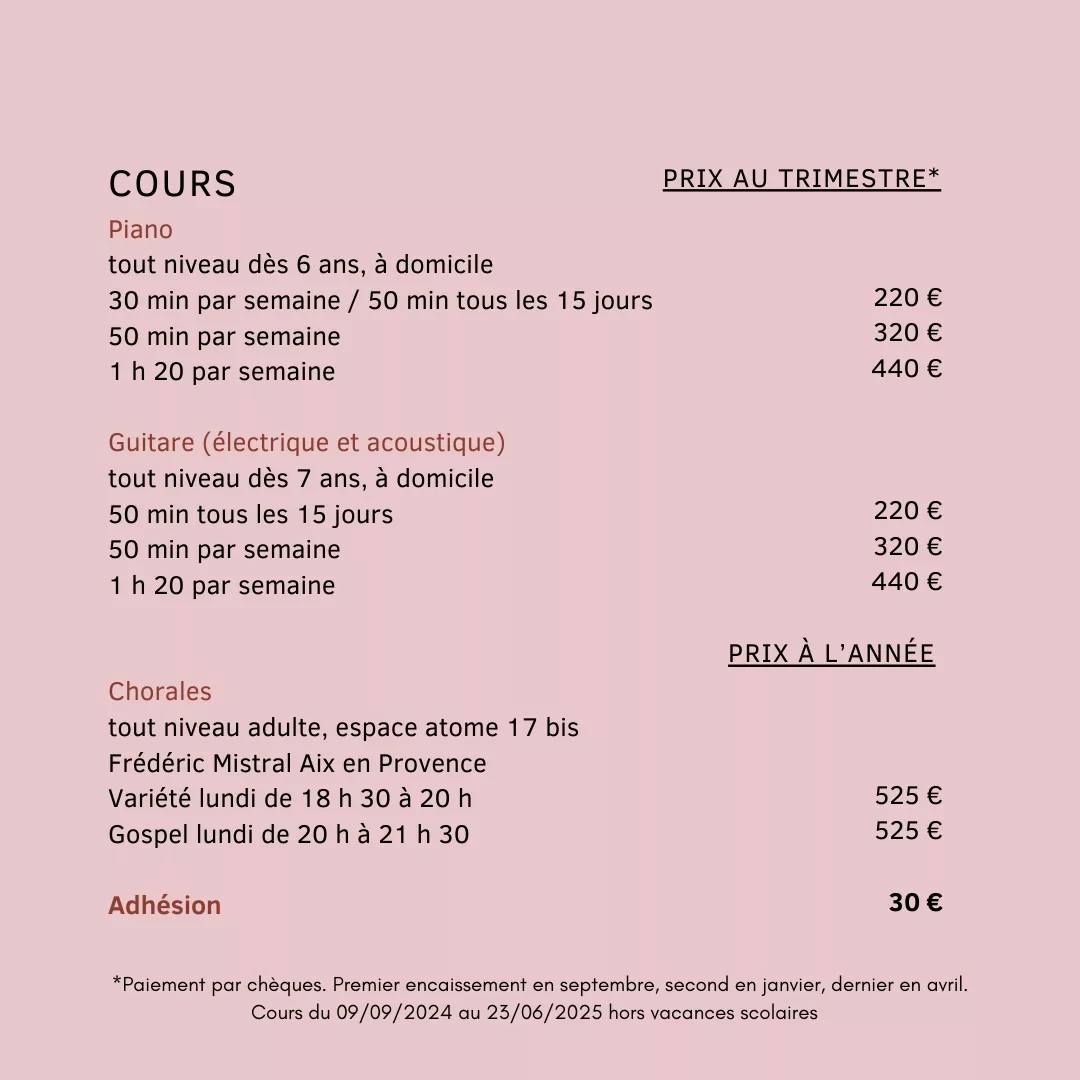 COURS
PRIX AU TRIMESTRE*
Piano
tout niveau dès 6 ans, à domicile
30 min par semaine / 50 min tous les 15 jours 220 €
50 min par semaine 320 €
1 h 20 par semaine 440 €
Guitare (électrique et acoustique)
tout niveau dès 7 ans, à domicile
50 min tous les 15 jours 220 €
50 min par semaine 320 €
1 h 20 par semaine 440 €
PRIX À L’ANNÉE
Chorales
tout niveau adulte, espace atome 17 bis
Frédéric Mistral Aix en Provence
Variété lundi de 18 h 30 à 20 h 525 €
Gospel lundi de 20 h à 21 h 30 525 €
Adhésion 30 €
*Paiement par chèques. Premier encaissement en septembre, second en janvier, dernier en avril.
Cours du 09/09/2024 au 23/06/2025 hors vacances scolaires